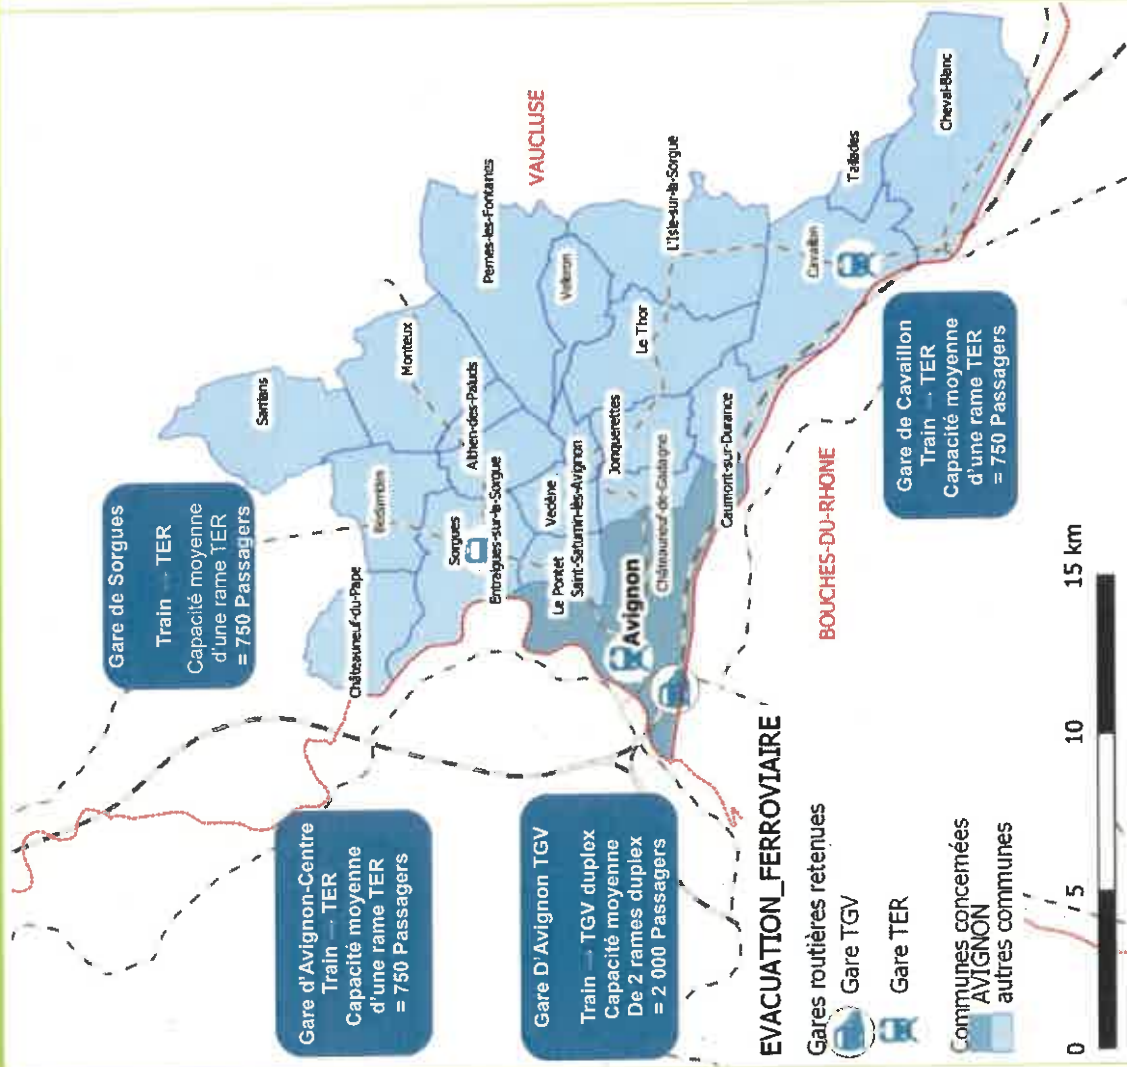 Gare de Sorgues
Train → TER
Capacité moyenne
d'une rame TER
= 750 Passagers
Gare d'Avignon-Centre
Train → TER
Capacité moyenne
d'une rame TER
= 750 Passagers
Gare D'Avignon TGV
Train → TGV duplex
Capacité moyenne
De 2 rames duplex
= 2 000 Passagers
Gare de Cavaillon
Train → TER
Capacité moyenne
d'une rame TER
= 750 Passagers
VAUCLUSE
BOUCHES-DU-RHONE
Sarrians
Châteauneuf-du-Pape
Bédarrides
Monteux
Pernes-les-Fontaines
Sorgues
Althen-des-Paluds
Entraigues-sur-la-Sorgue
Velleron
Vedène
Le Pontet
Saint-Saturnin-lès-Avignon
Jonquerettes
Le Thor
L'Isle-sur-la-Sorgue
Avignon
Châteauneuf-de-Gadagne
Caumont-sur-Durance
Cavaillon
Taillades
Cheval-Blanc
EVACUATION_FERROVIAIRE
Gares routières retenues
Gare TGV
Gare TER
Communes concernées
AVIGNON
autres communes
0 5 10 15 km